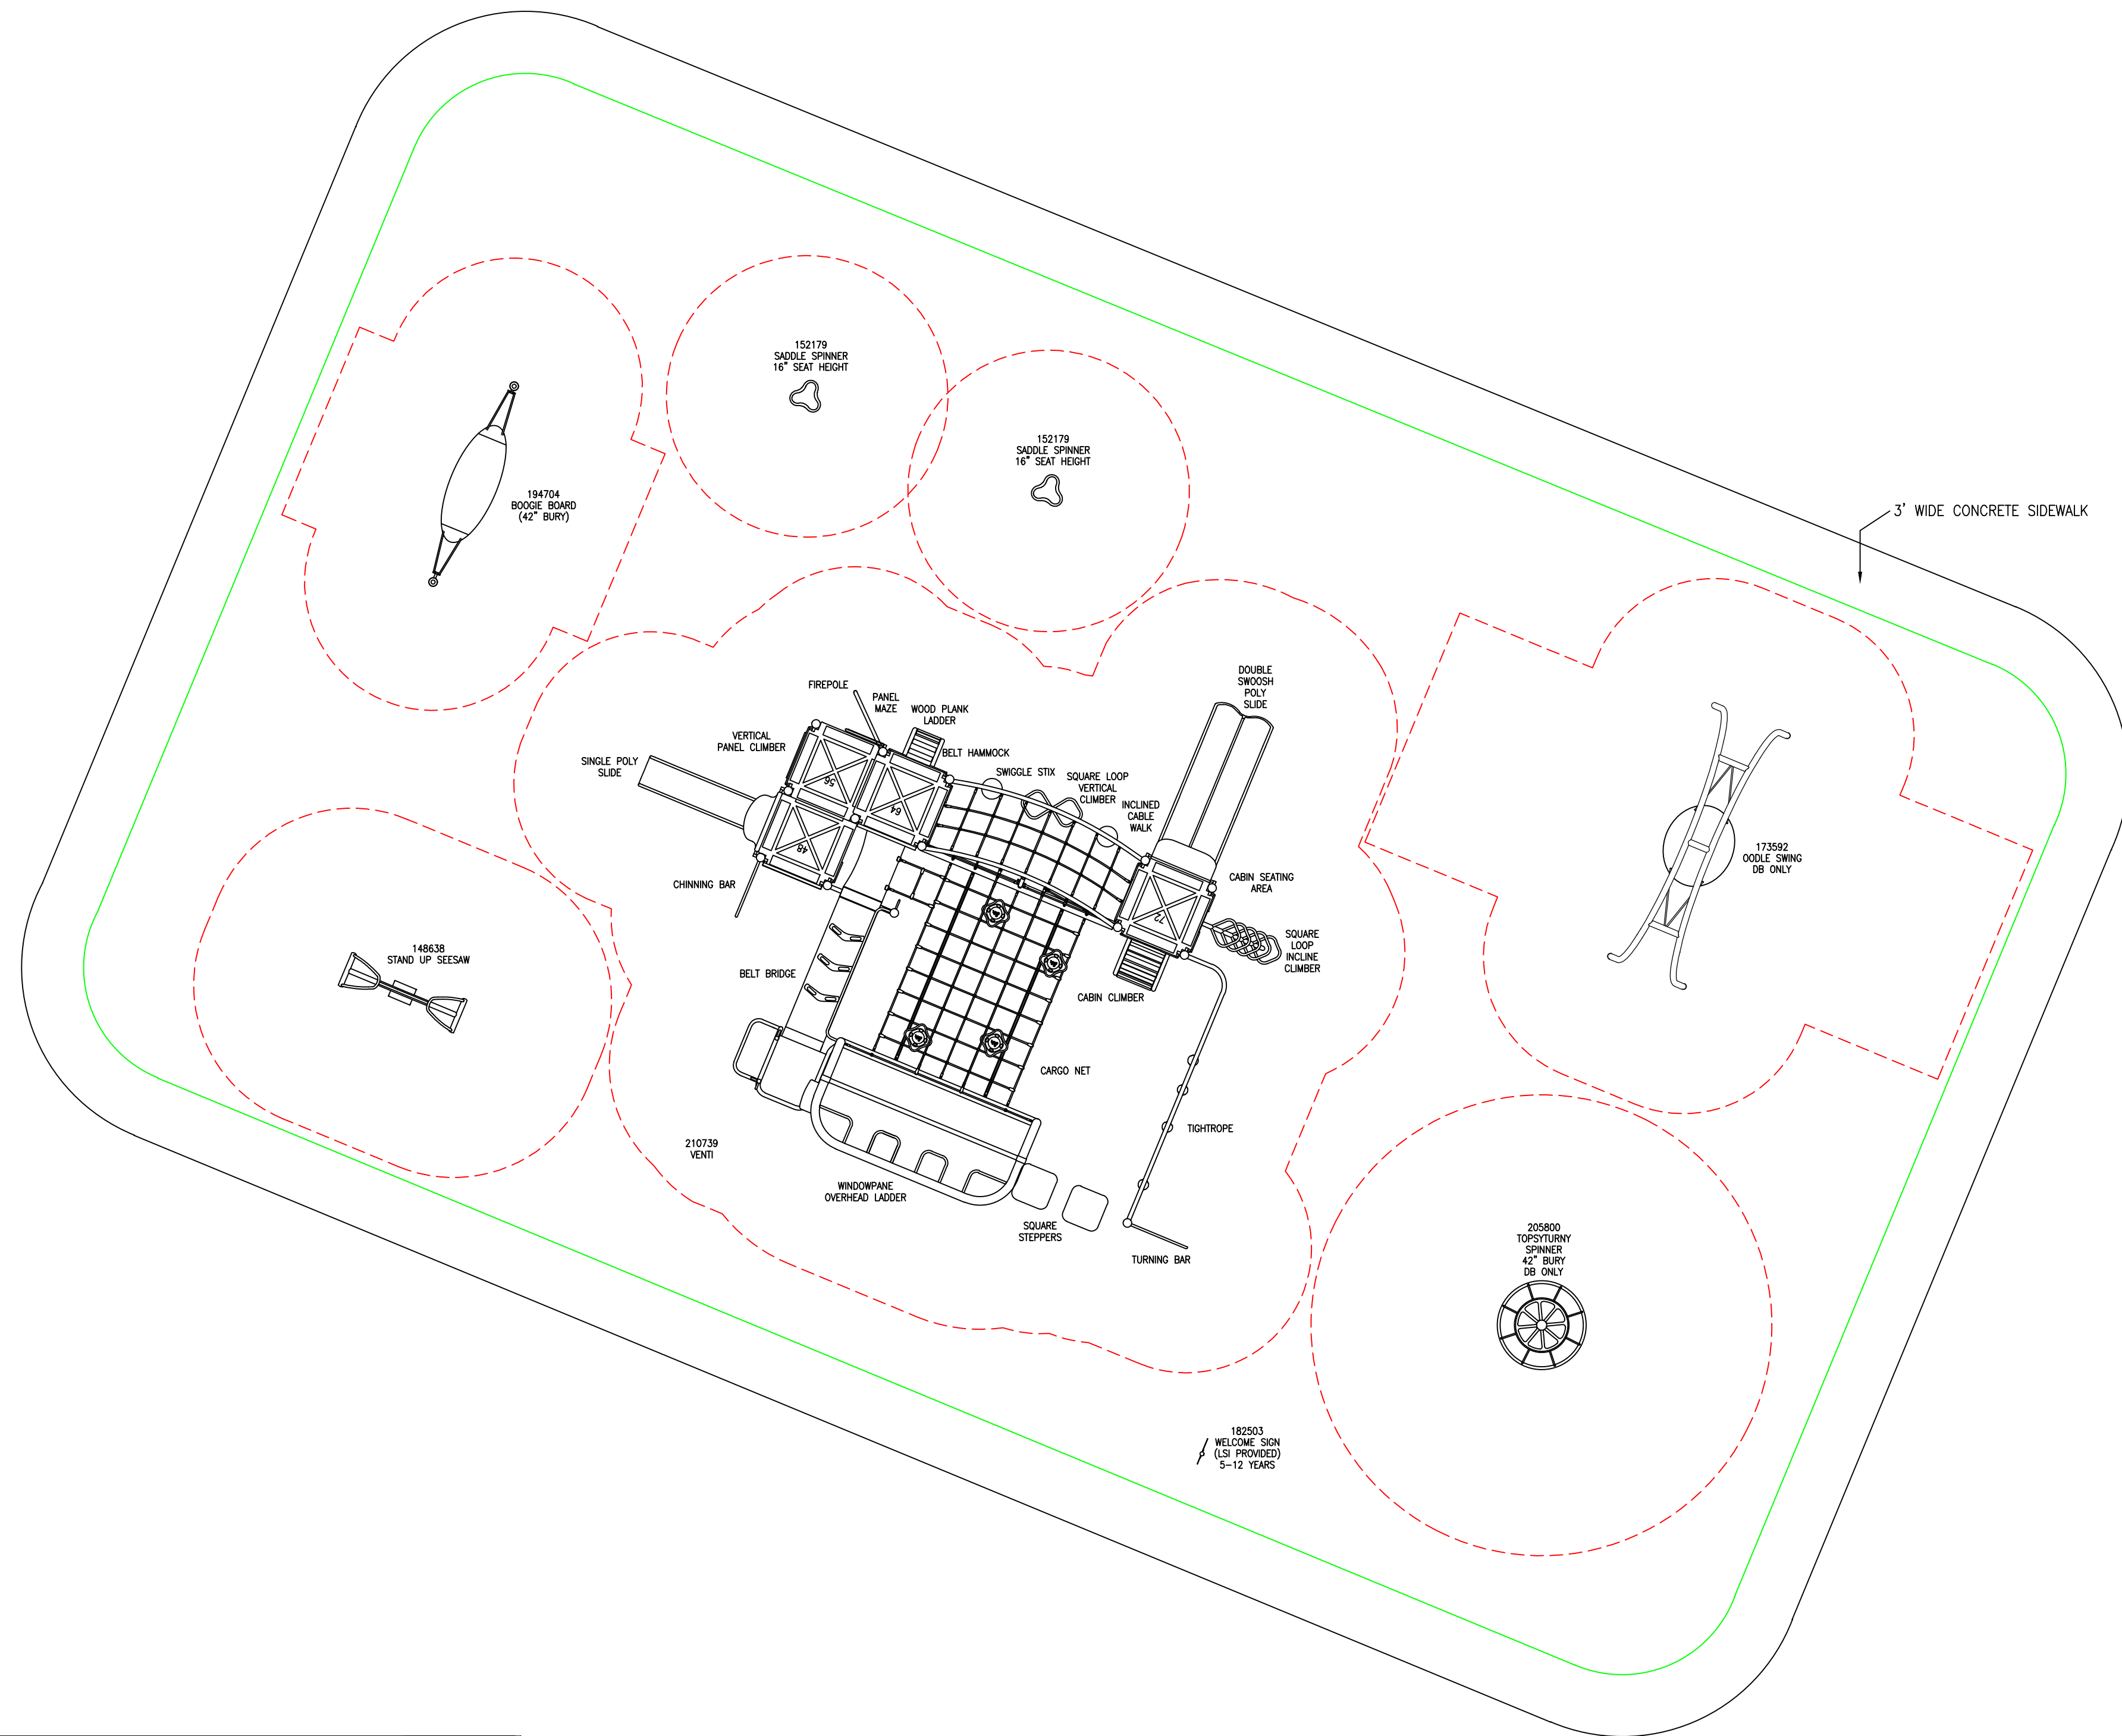 152179
SADDLE SPINNER
16" SEAT HEIGHT
152179
SADDLE SPINNER
16" SEAT HEIGHT
194704
BOOGIE BOARD
(42" BURY)
3' WIDE CONCRETE SIDEWALK
FIREPOLE
PANEL
MAZE
WOOD PLANK
LADDER
VERTICAL
PANEL CLIMBER
BELT HAMMOCK
SINGLE POLY
SLIDE
SWIGGLE STIX
SQUARE LOOP
VERTICAL
CLIMBER
INCLINED
CABLE
WALK
DOUBLE
SWOOSH
POLY
SLIDE
56
64
48
72
CHINNING BAR
CABIN SEATING
AREA
SQUARE
LOOP
INCLINE
CLIMBER
CABIN CLIMBER
173592
OODLE SWING
DB ONLY
148638
STAND UP SEESAW
BELT BRIDGE
CARGO NET
TIGHTROPE
210739
VENTI
WINDOWPANE
OVERHEAD LADDER
SQUARE
STEPPERS
TURNING BAR
205800
TOPSYTURNY
SPINNER
42" BURY
DB ONLY
182503
WELCOME SIGN
(LSI PROVIDED)
5-12 YEARS